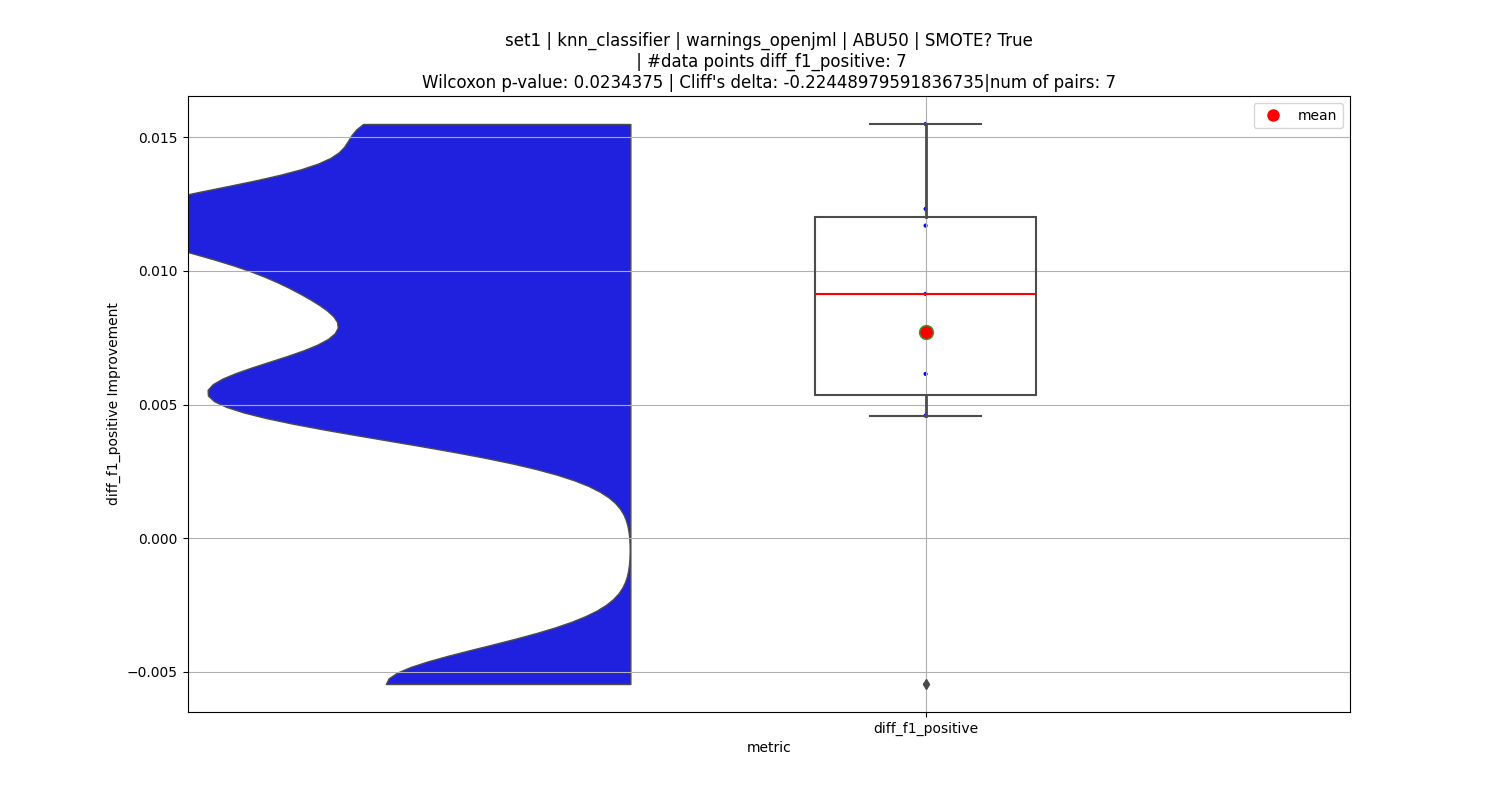 set1 | knn_classifier | warnings_openjml | ABU50 | SMOTE? True
| #data points diff_f1_positive: 7
Wilcoxon p-value: 0.0234375 | Cliff's delta: -0.22448979591836735|num of pairs: 7
mean
0.015
0.010
0.005
0.000
−0.005
diff_f1_positive Improvement
diff_f1_positive
metric